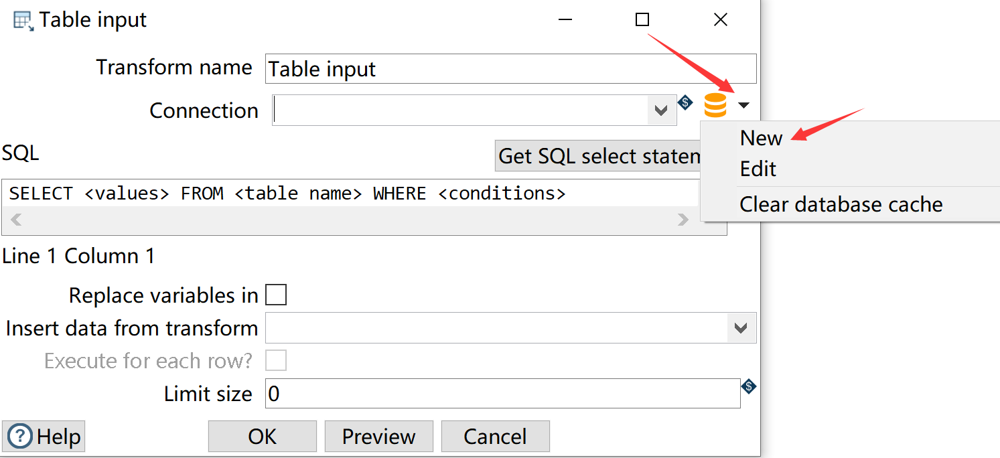 Table input
Transform name Table input
Connection
$
New
SQL Get SQL select statem
Edit
SELECT <values> FROM <table name> WHERE <conditions>
Clear database cache
Line 1 Column 1
Replace variables in
Insert data from transform
Execute for each row?
Limit size 0
$
? Help OK Preview Cancel